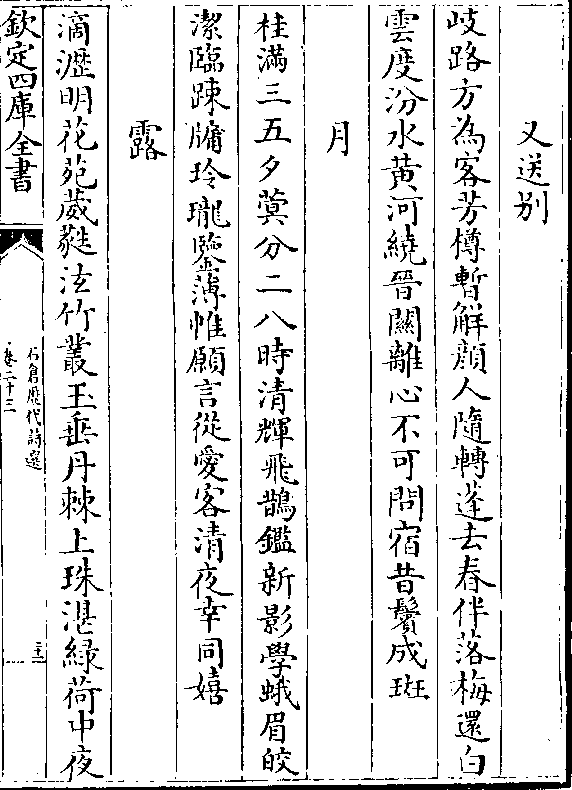 又送别
岐路方為客芳樽暫解顔人隨轉蓬去春伴落梅還白
雲度汾水黄河繞晉關離心不可問宿昔鬢成斑
月
桂滿三五夕蓂分二八時清輝飛鵲鑑新影學蛾眉皎
潔臨踈牖玲瓏鑒薄帷願言從愛客清夜幸同嬉
露
滴瀝明花苑葳蕤泫竹叢玉垂丹棘上珠湛緑荷中夜
欽定四庫全書
石倉歴代詩選
卷二十三